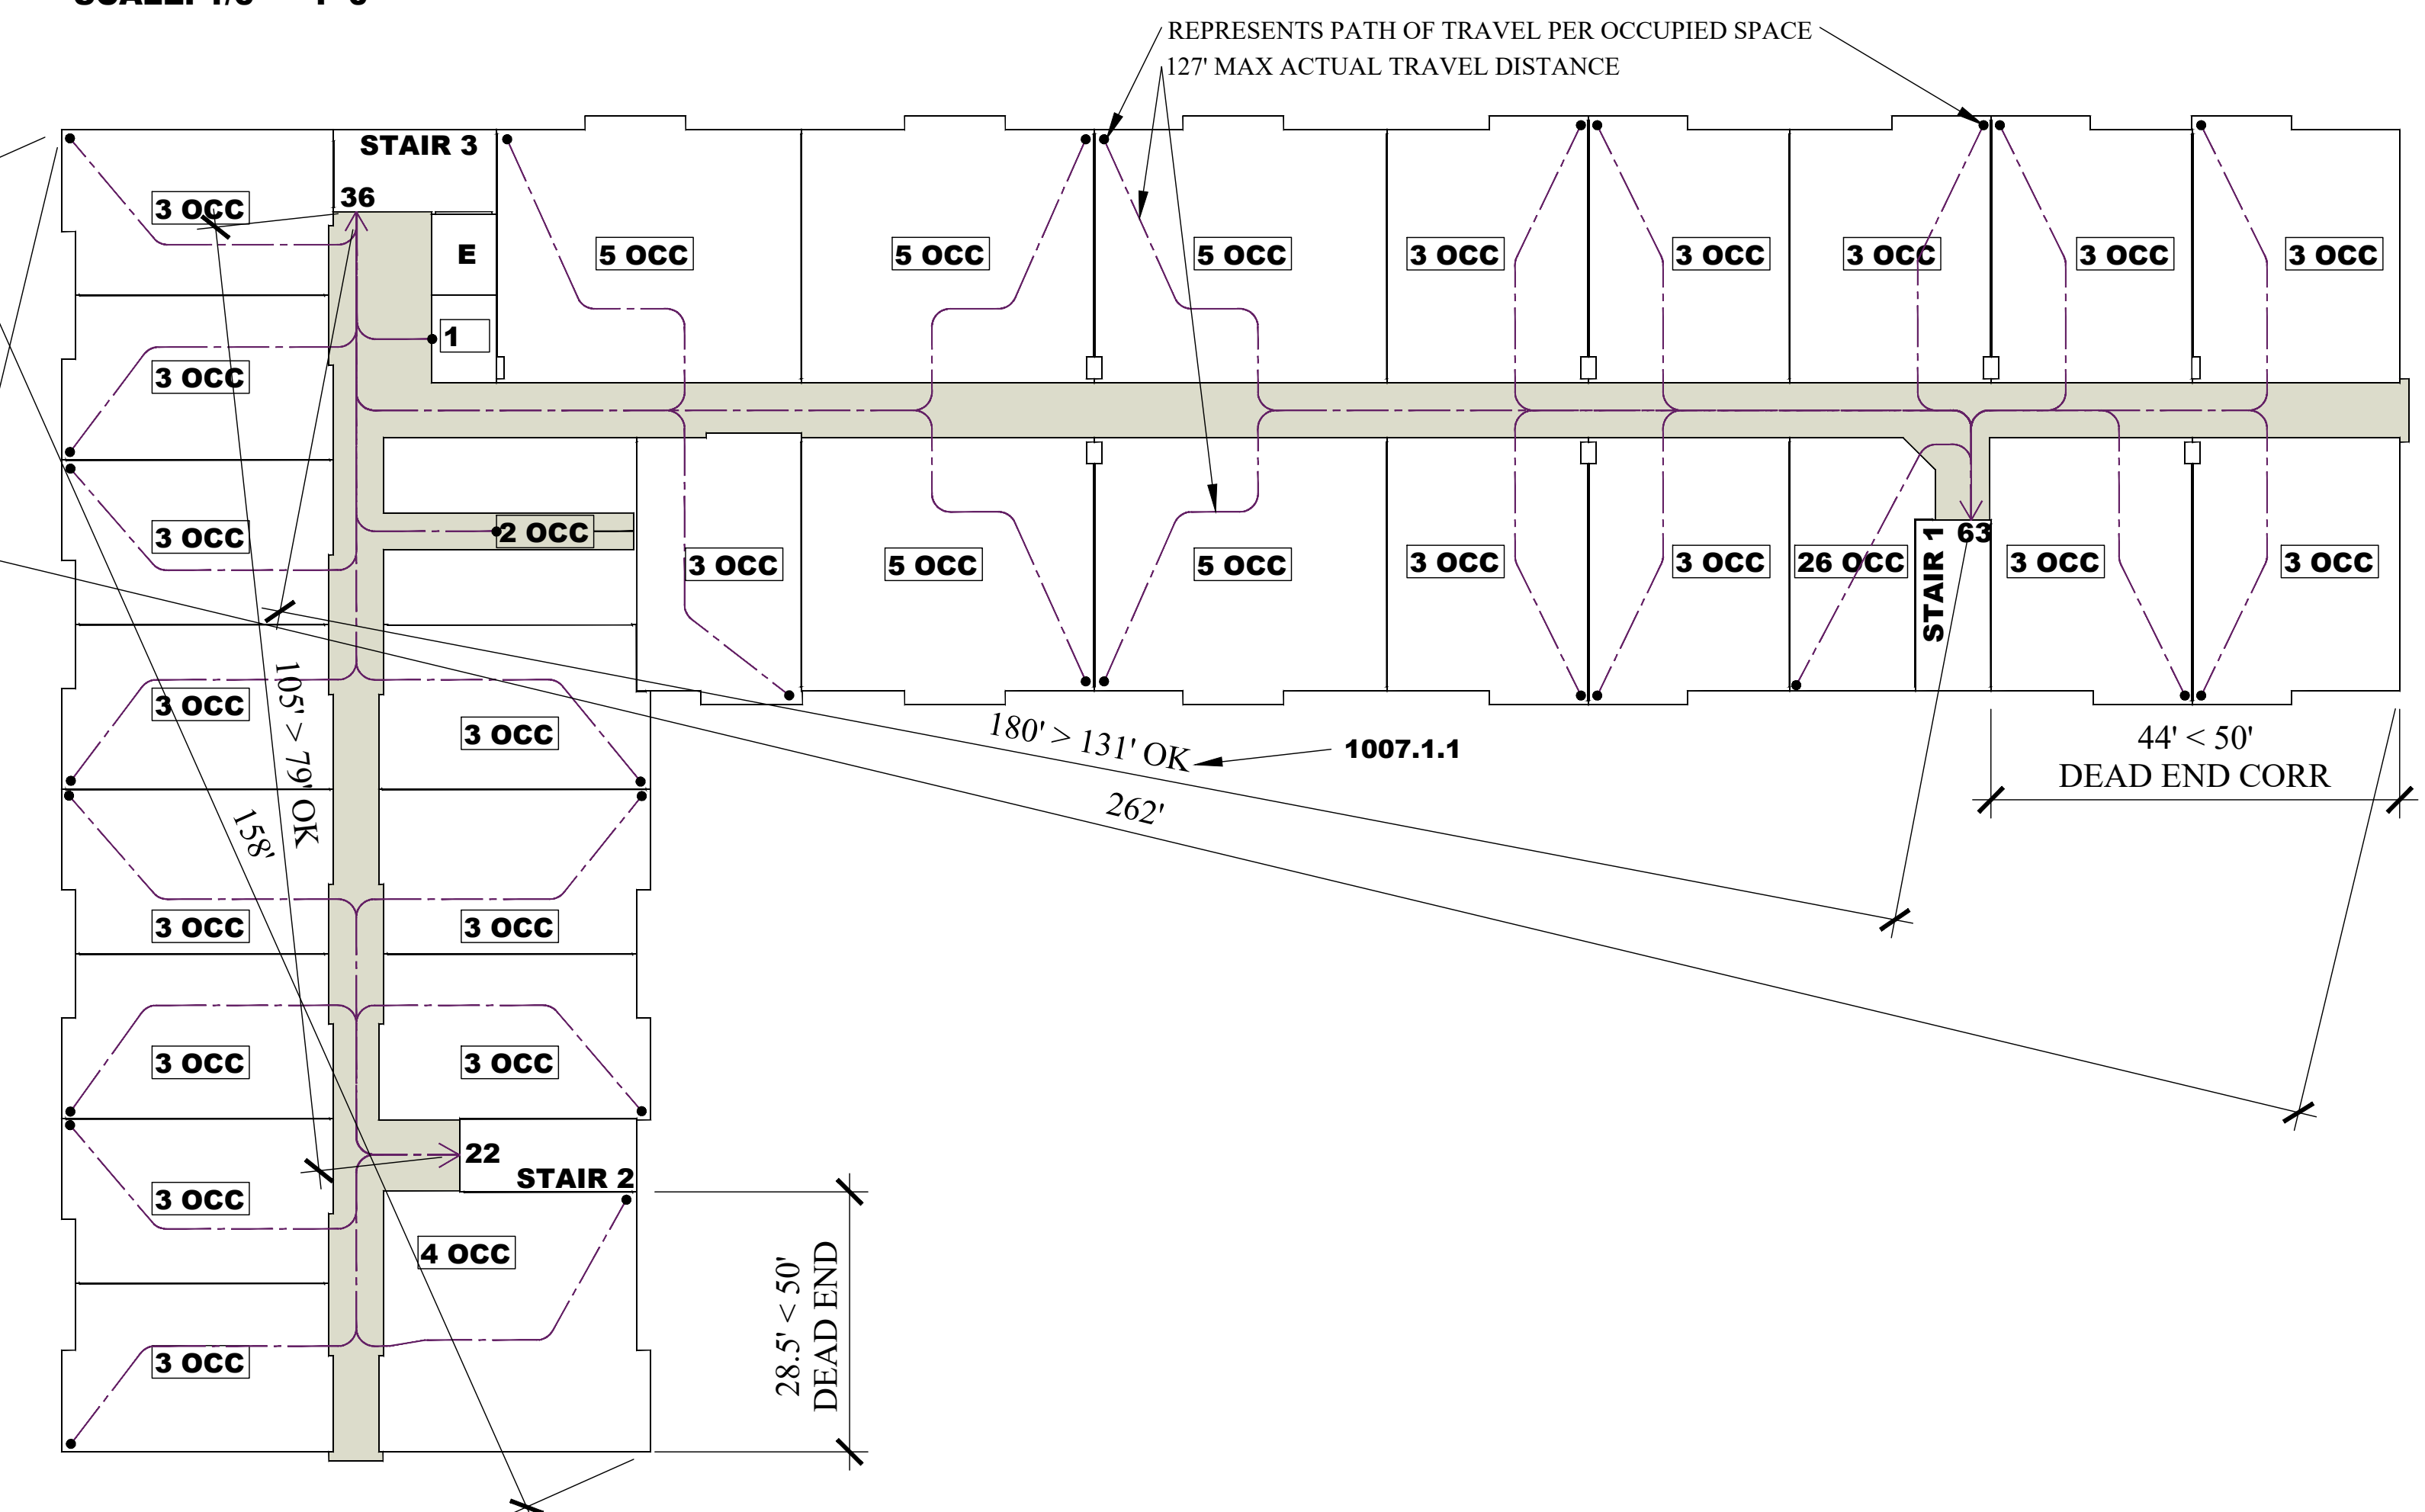 REPRESENTS PATH OF TRAVEL PER OCCUPIED SPACE
127' MAX ACTUAL TRAVEL DISTANCE
STAIR 3
36
3 OCC
E
5 OCC
5 OCC
5 OCC
3 OCC
3 OCC
3 OCC
3 OCC
3 OCC
1
3 OCC
3 OCC
2 OCC
3 OCC
5 OCC
5 OCC
3 OCC
3 OCC
26 OCC
STAIR 1
63
3 OCC
3 OCC
3 OCC
3 OCC
105' > 79' OK
158'
180' > 131' OK
1007.1.1
262'
44' < 50'
DEAD END CORR
3 OCC
3 OCC
3 OCC
3 OCC
22
STAIR 2
3 OCC
4 OCC
28.5' < 50'
DEAD END
3 OCC